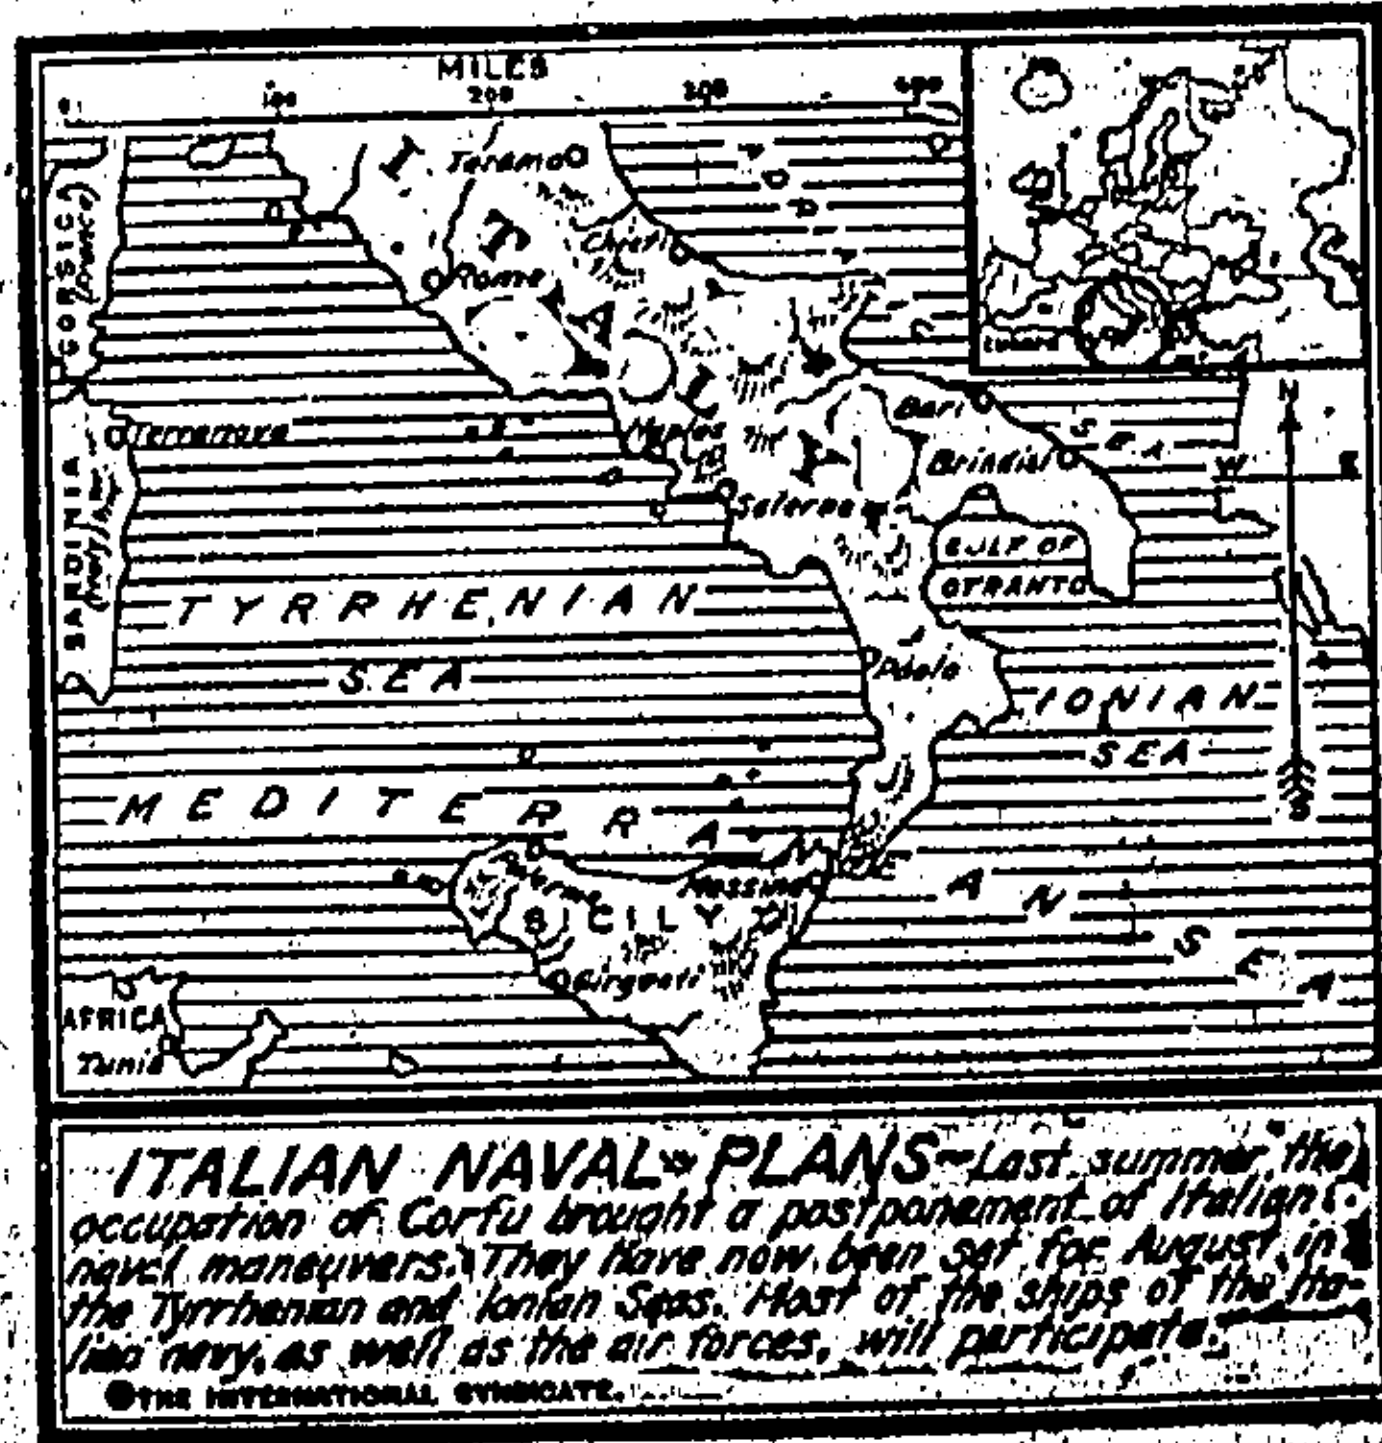 MILES
0 100 200 300 400
CORSICA
(France)
ITALY
Teramo
Chieti
Rome
Naples
Salerno
Bari
Brindisi
SEA
GULF OF
OTRANTO
Paola
SARDINIA
(Italy)
Terranova
TYRRHENIAN
SEA
IONIAN
SEA
MEDITERRANEAN SEA
Palermo
Messina
SICILY
Girgenti
AFRICA
Tunis
N
W E
S
ITALIAN NAVAL PLANS—Last summer the
occupation of Corfu brought a postponement of Italian
naval maneuvers. They have now been set for August in
the Tyrrhenian and Ionian Seas. Most of the ships of the Ita-
lian navy, as well as the air forces, will participate.
©THE INTERNATIONAL SYNDICATE.